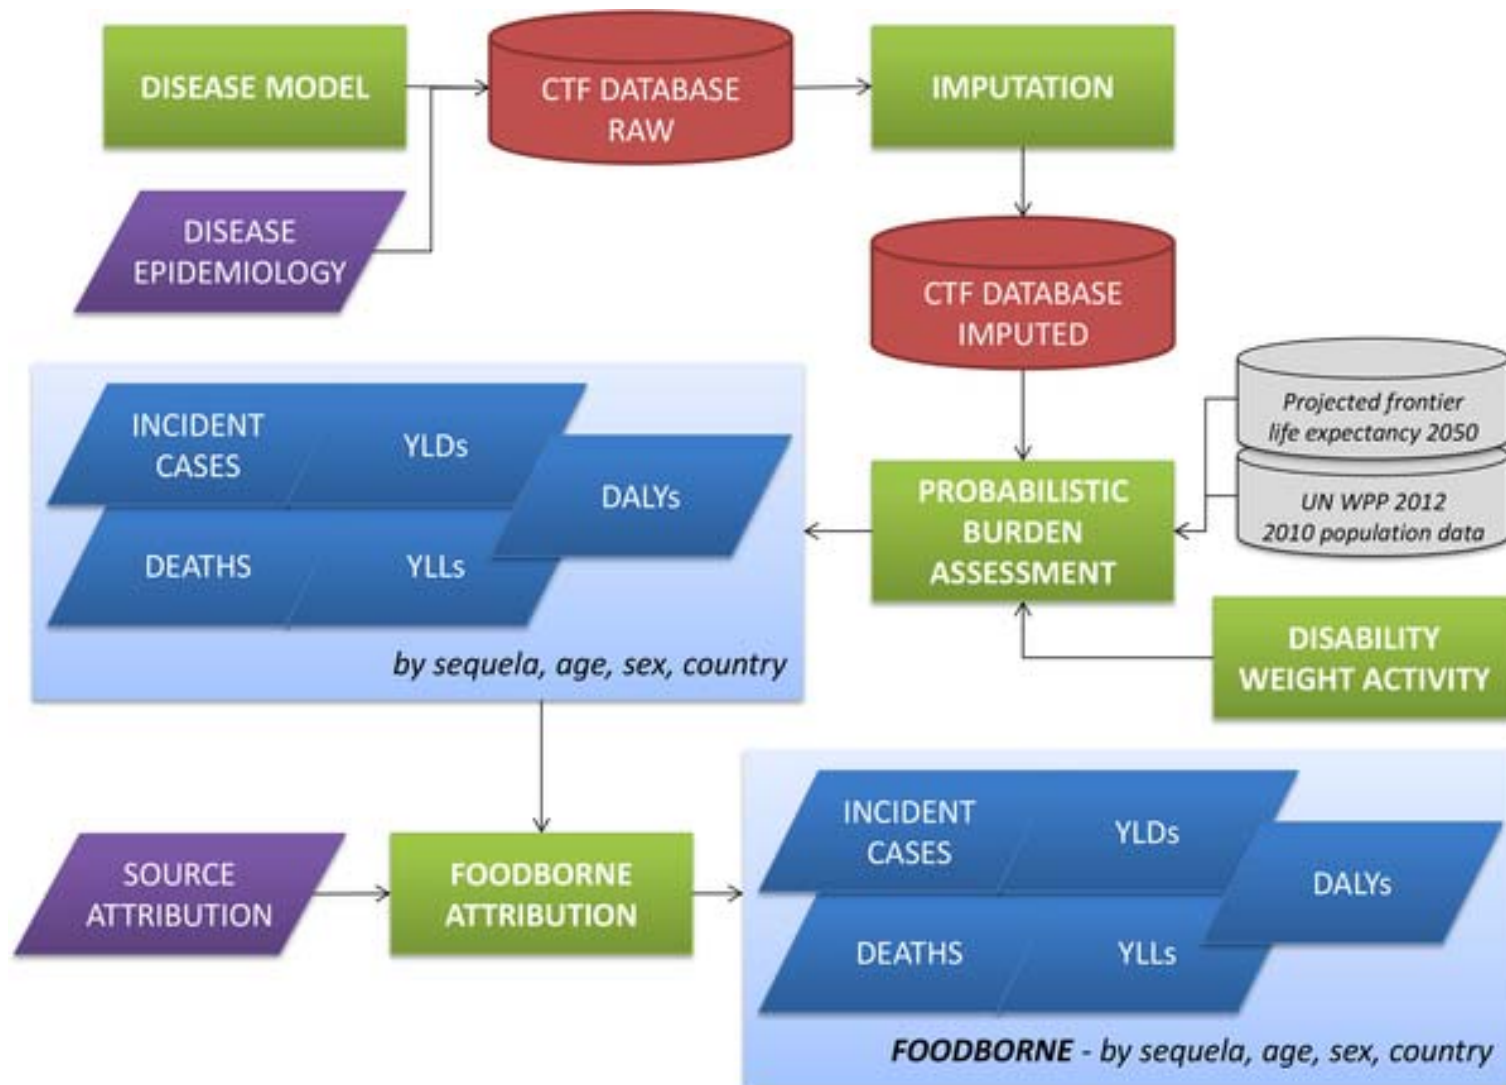 DISEASE MODEL
CTF DATABASE
RAW
IMPUTATION
DISEASE
EPIDEMIOLOGY
CTF DATABASE
IMPUTED
Projected frontier
life expectancy 2050
UN WPP 2012
2010 population data
PROBABILISTIC
BURDEN
ASSESSMENT
DISABILITY
WEIGHT ACTIVITY
INCIDENT
CASES
YLDs
DALYs
DEATHS
YLLs
by sequela, age, sex, country
SOURCE
ATTRIBUTION
FOODBORNE
ATTRIBUTION
INCIDENT
CASES
YLDs
DALYs
DEATHS
YLLs
FOODBORNE - by sequela, age, sex, country